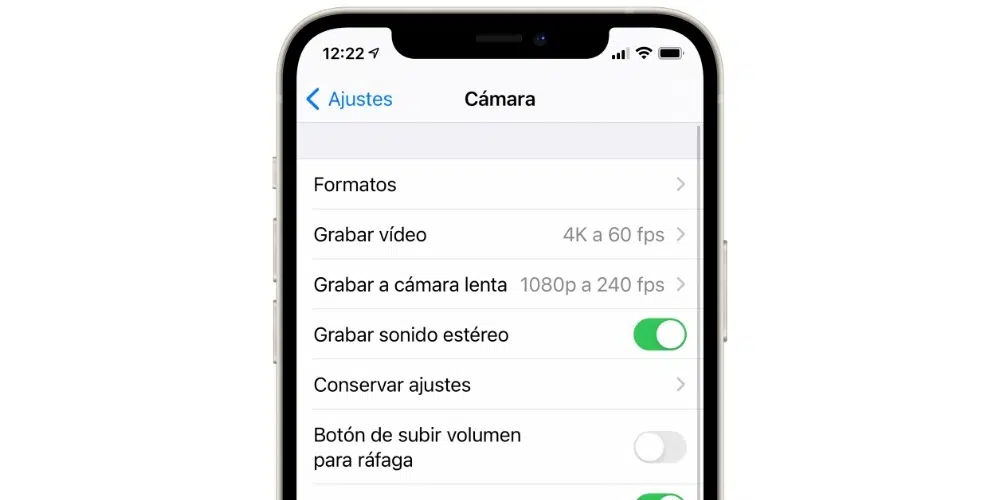 12:22
Ajustes
Cámara
Formatos
Grabar vídeo 4K a 60 fps
Grabar a cámara lenta 1080p a 240 fps
Grabar sonido estéreo
Conservar ajustes
Botón de subir volumen
para ráfaga